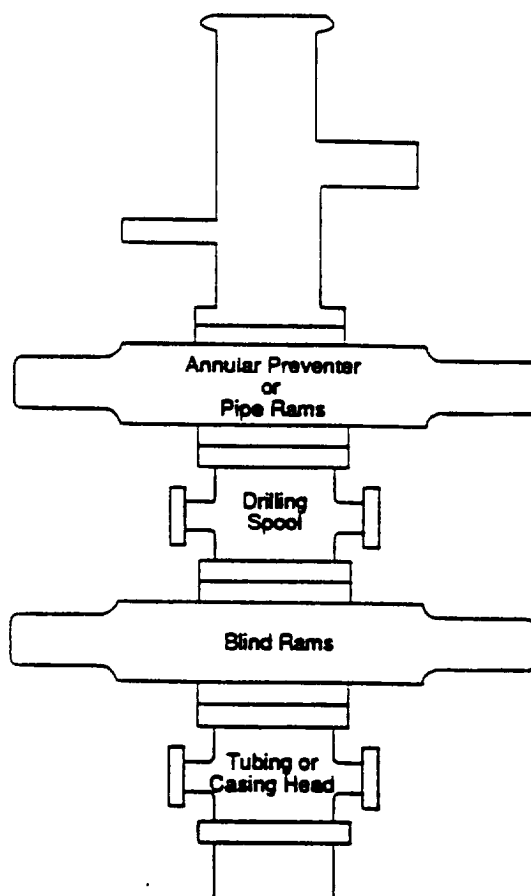 Annular Preventer
or
Pipe Rams
Drilling
Spool
Blind Rams
Tubing or
Casing Head